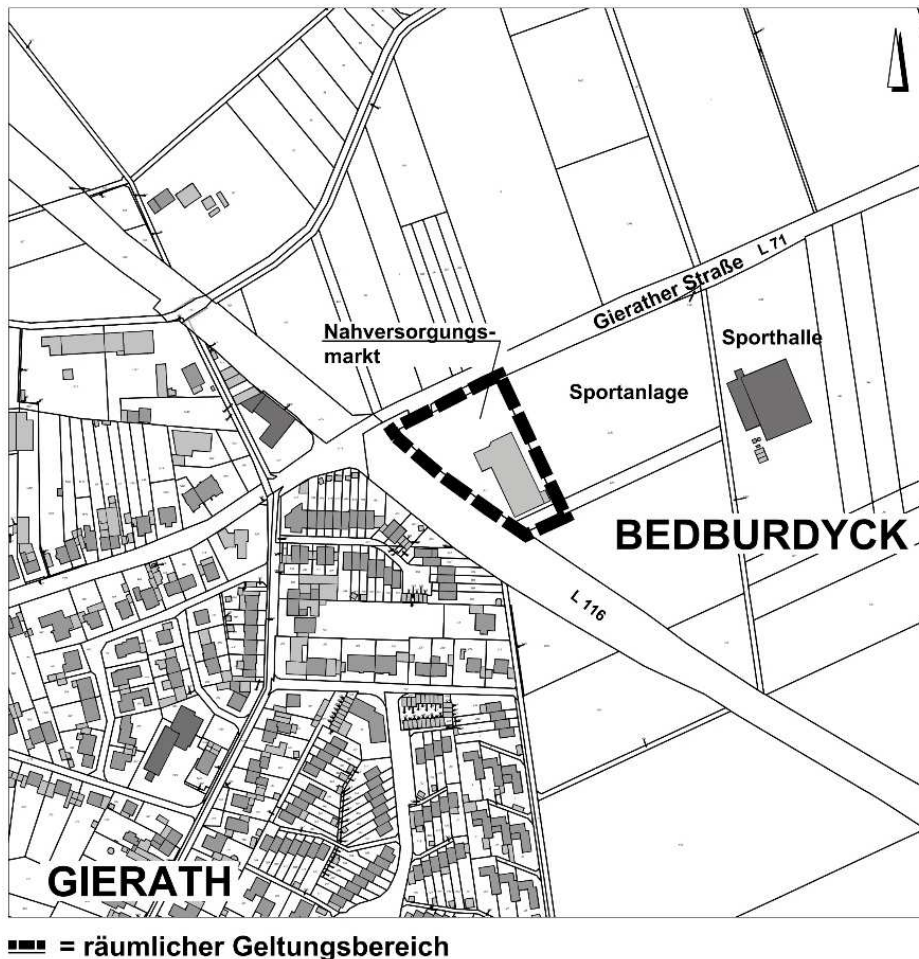 Gierather Straße L 71
Nahversorgungs-
markt
Sporthalle
Sportanlage
BEDBURDYCK
L 116
GIERATH
= räumlicher Geltungsbereich